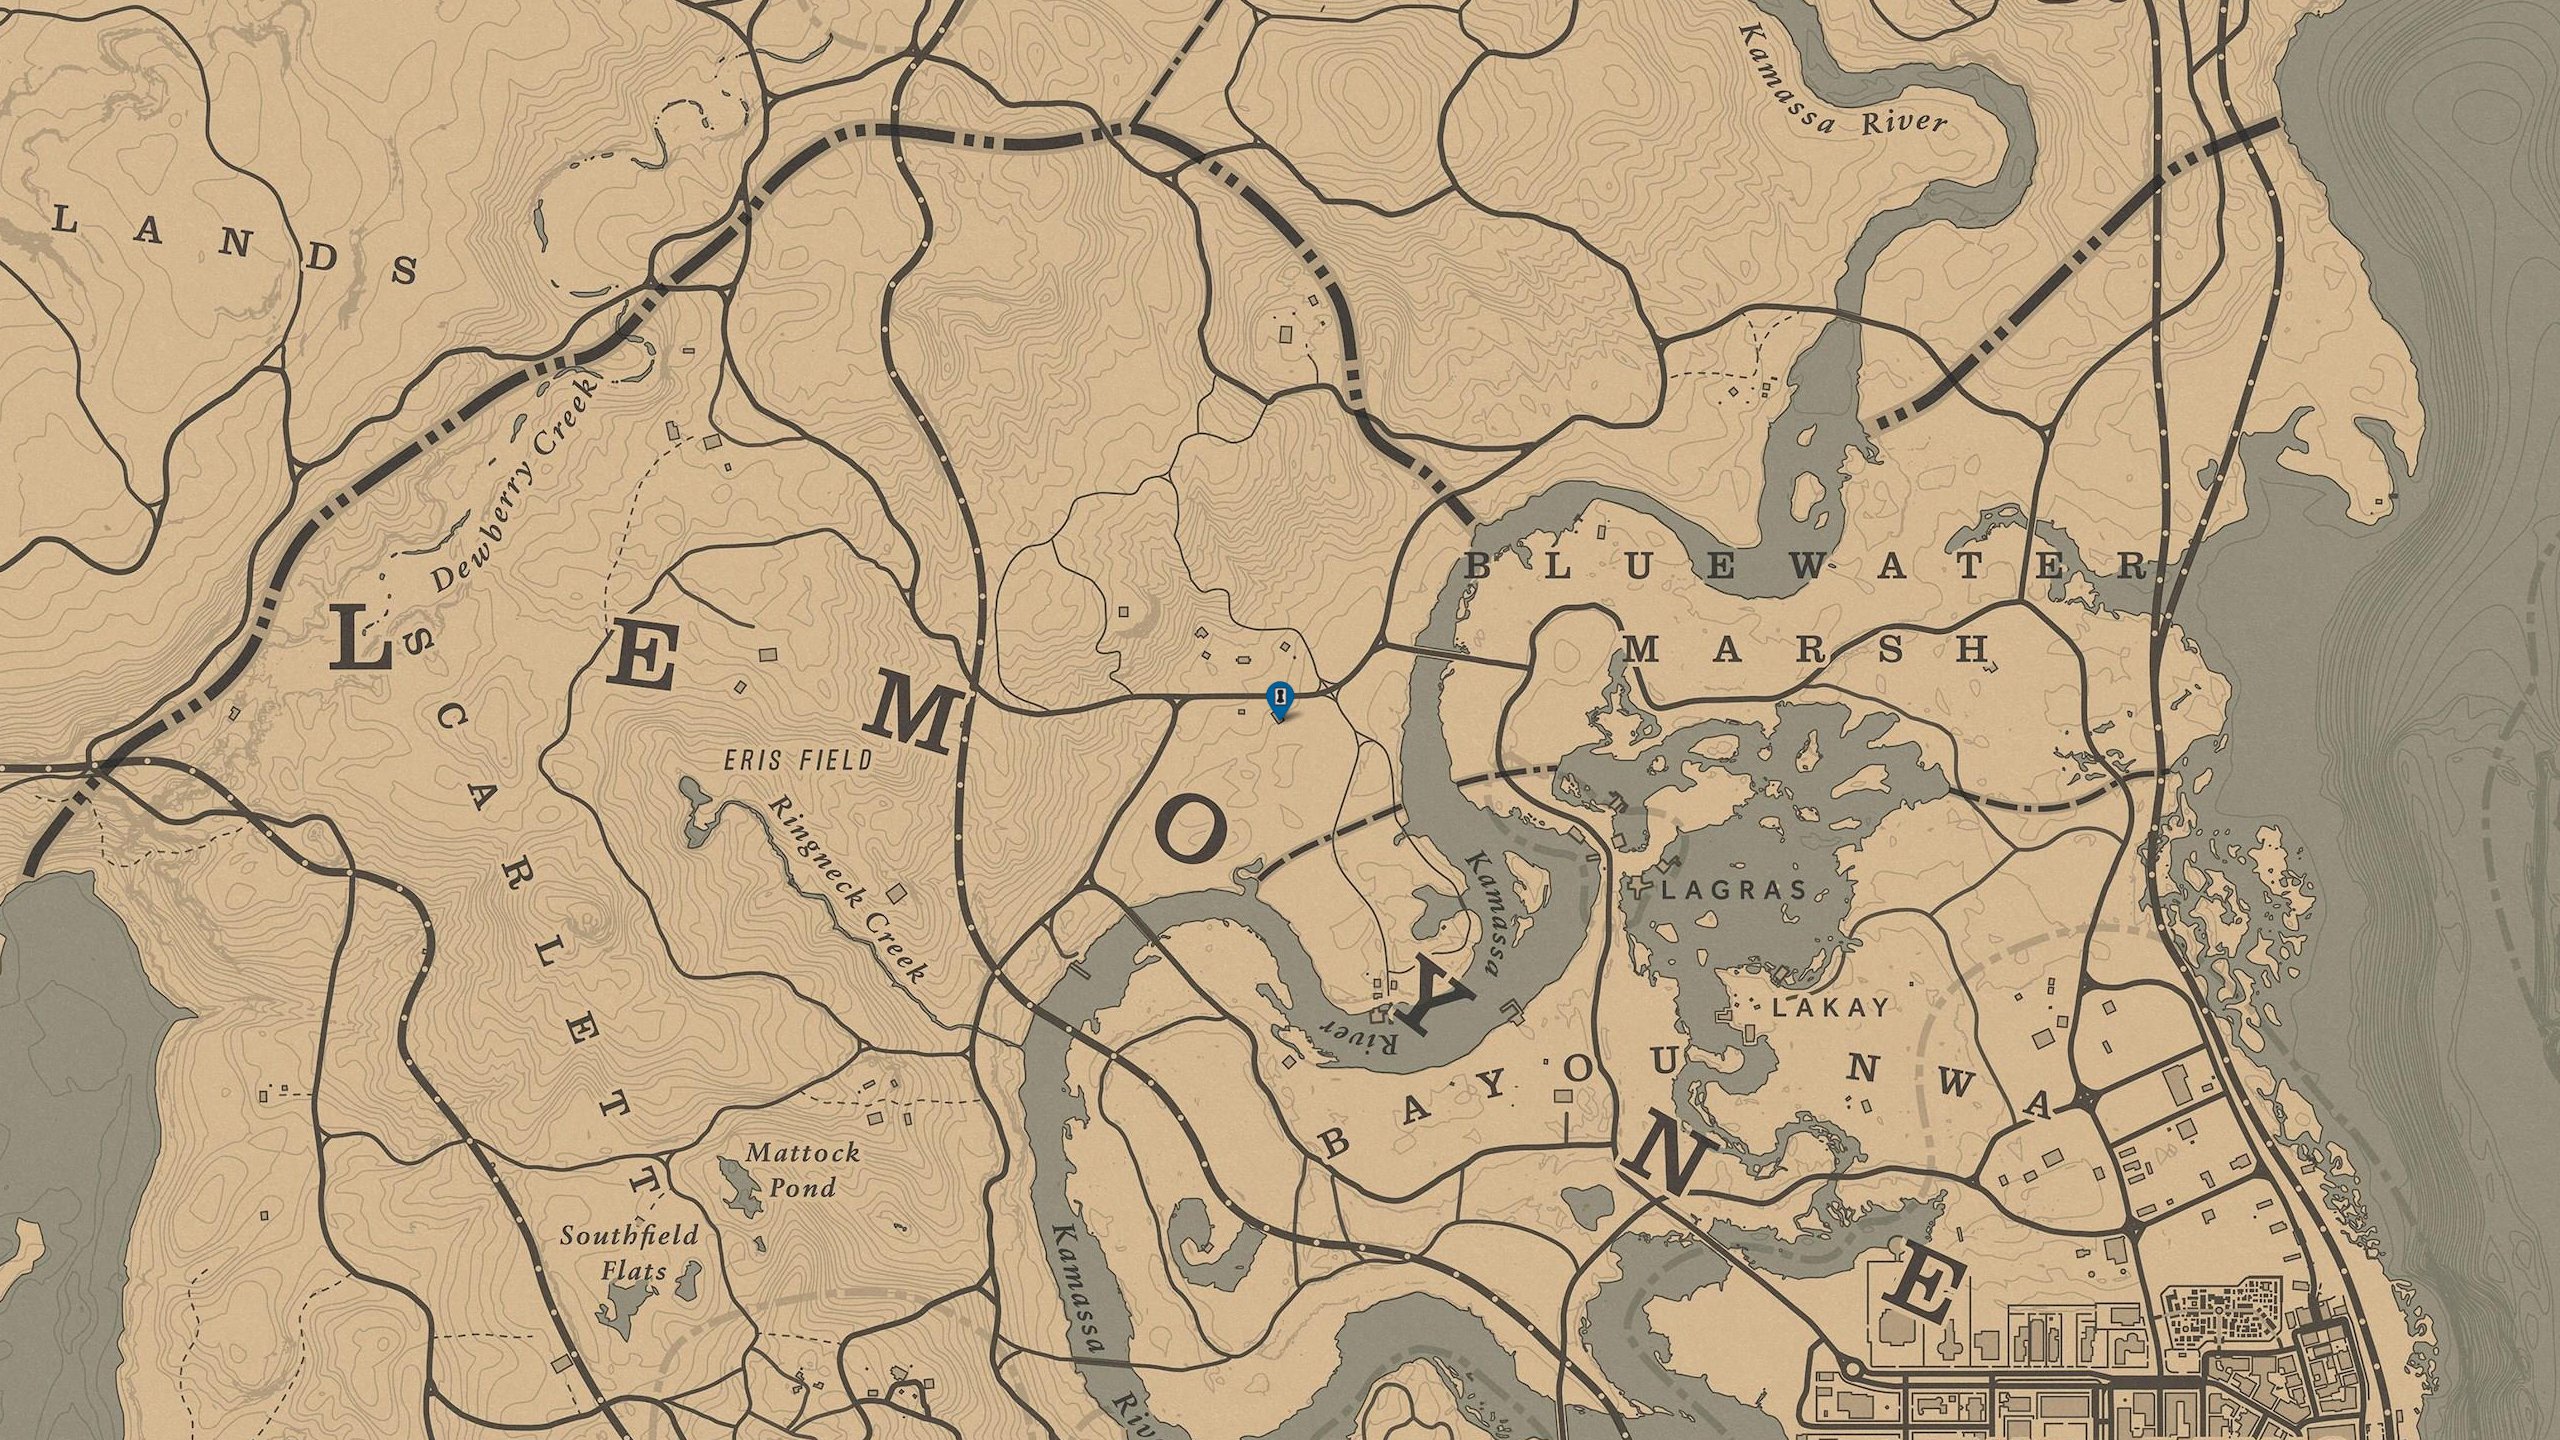 Kamassa River
LANDS
Dewberry Creek
BLUEWATER
MARSH
LEMOYNE
SCARLETT
ERIS FIELD
Ringneck Creek
Kamassa
River
LAGRAS
LAKAY
BAYOU NWA
Mattock
Pond
Southfield
Flats
Kamassa
Riv